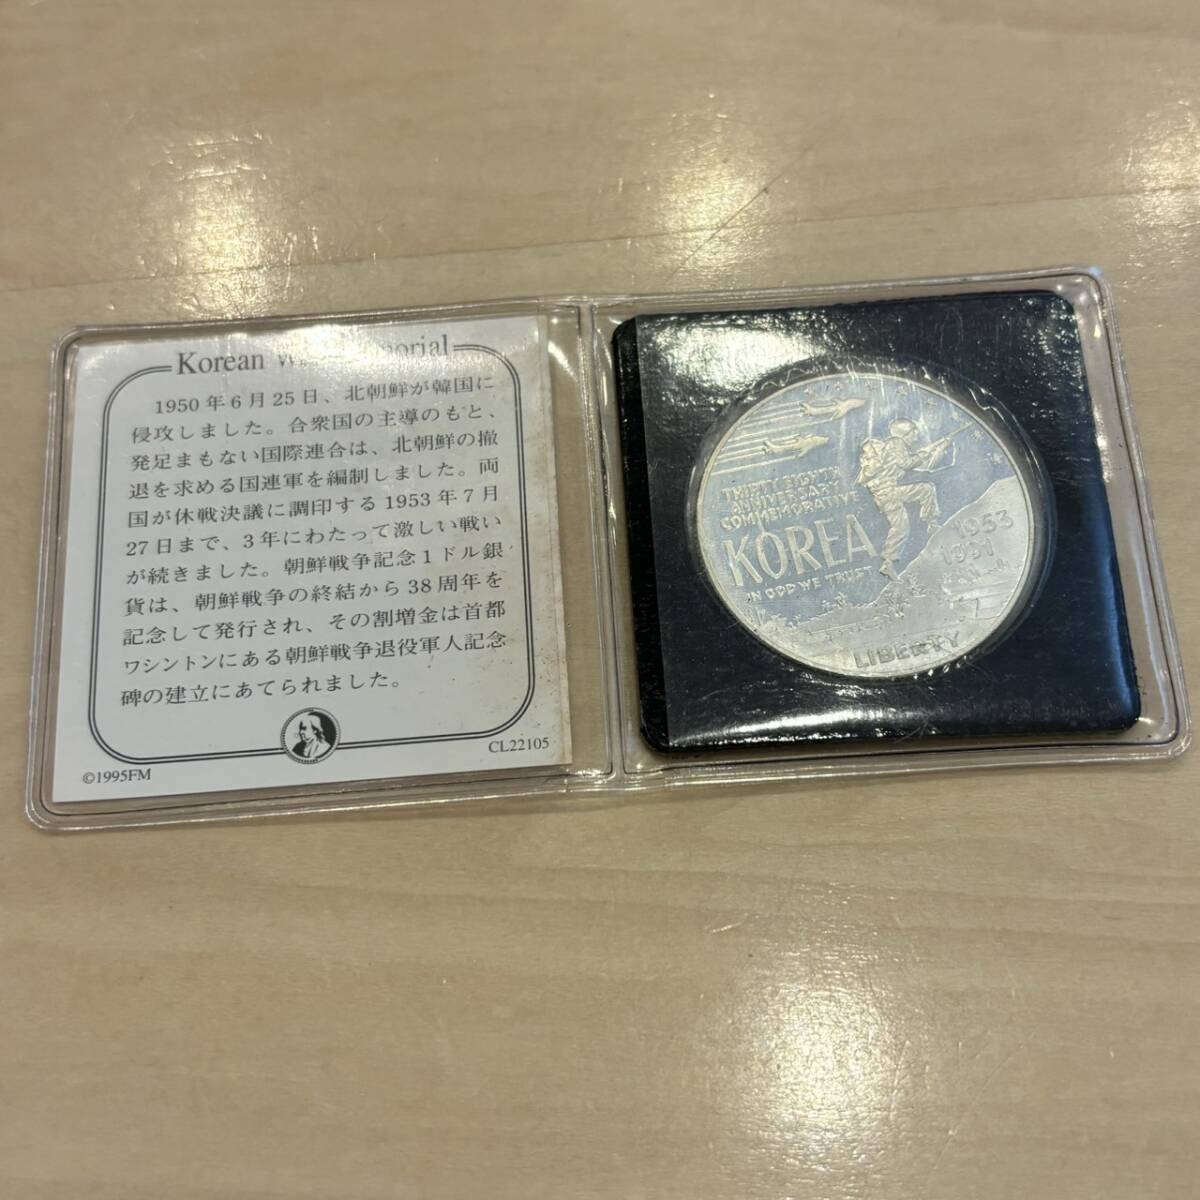 Korean W morial
1950年6月25日、北朝鮮が韓国に
侵攻しました。合衆国の主導のもと、
発足まもない国際連合は、北朝鮮の撤
退を求める国連軍を編制しました。両
国が休戦決議に調印する1953年7月
27日まで、3年にわたって激しい戦い
が続きました。朝鮮戦争記念1ドル銀
貨は、朝鮮戦争の終結から38周年を
記念して発行され、その割増金は首都
ワシントンにある朝鮮戦争退役軍人記念
碑の建立にあてられました。
©1995FM
CL22105
THIRTY EIGHTH
ANNIVERSARY
COMMEMORATIVE
KOREA
IN GOD WE TRUST
1953
1991
LIBERTY